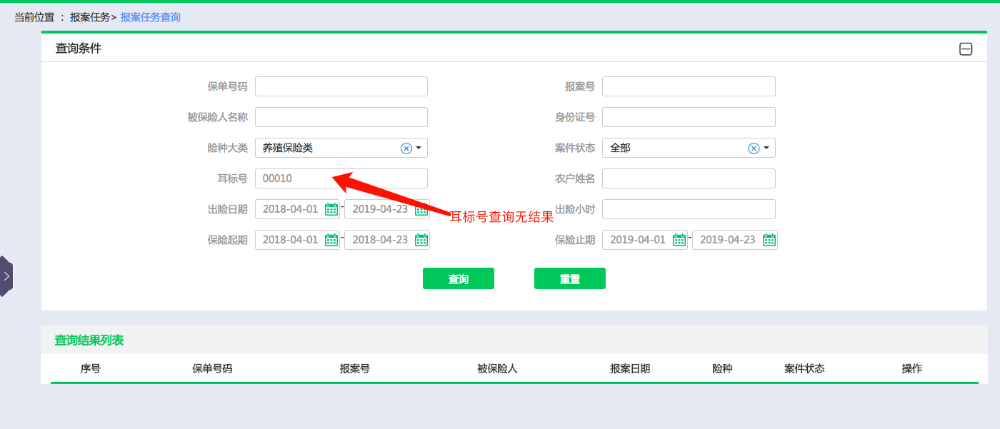 当前位置 : 报案任务> 报案任务查询
查询条件
保单号码
报案号
被保险人名称
身份证号
险种大类 养殖保险类
案件状态 全部
耳标号 00010
农户姓名
出险日期 2018-04-01 - 2019-04-23
耳标号查询无结果
出险小时
保险起期 2018-04-01 - 2018-04-23
保险止期 2019-04-01 - 2019-04-23
查询 重置
查询结果列表
序号 保单号码 报案号 被保险人 报案日期 险种 案件状态 操作